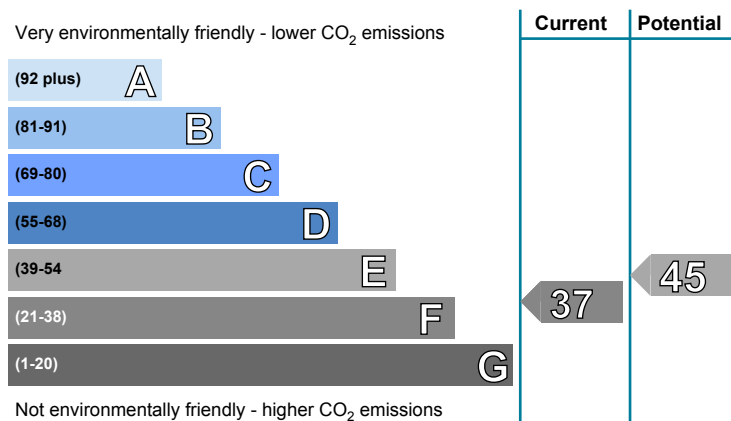 Current Potential
Very environmentally friendly - lower CO2 emissions
(92 plus) A
(81-91) B
(69-80) C
(55-68) D
(39-54 E
45
(21-38) F
37
(1-20) G
Not environmentally friendly - higher CO2 emissions